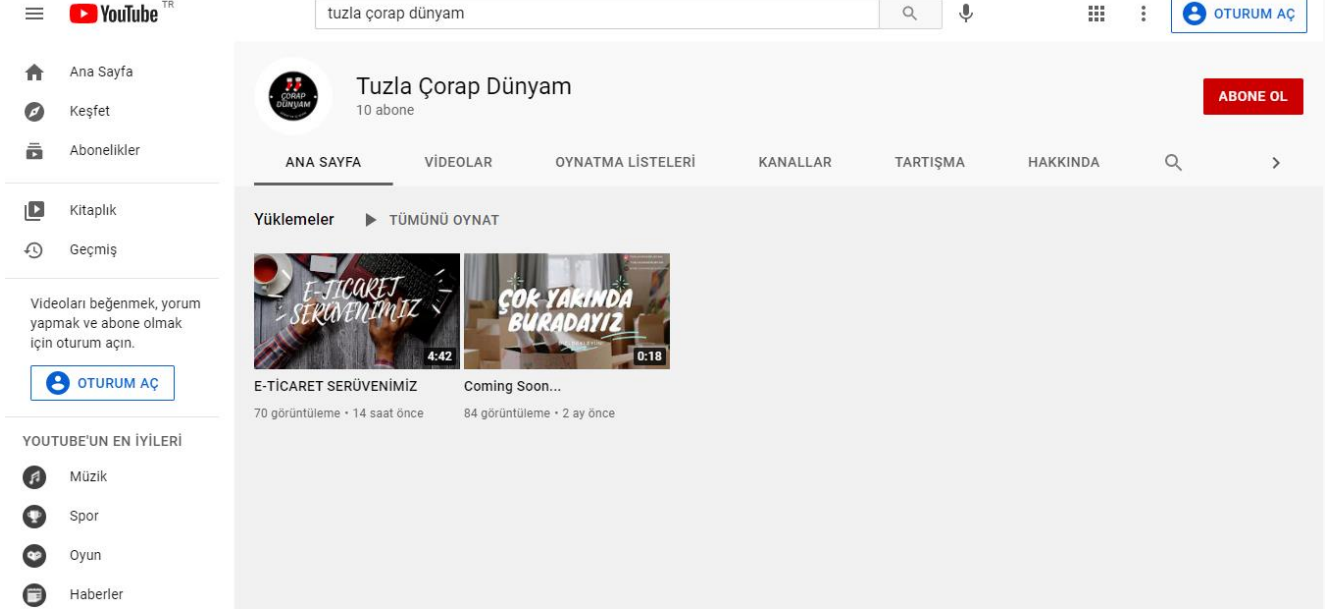 YouTube TR
tuzla çorap dünyam
OTURUM AÇ
Ana Sayfa
Keşfet
Abonelikler
Kitaplık
Geçmiş
Videoları beğenmek, yorum
yapmak ve abone olmak
için oturum açın.
OTURUM AÇ
YOUTUBE'UN EN İYİLERİ
Müzik
Spor
Oyun
Haberler
ÇORAP
DÜNYAM
Tuzla Çorap Dünyam
10 abone
ABONE OL
ANA SAYFA
VİDEOLAR
OYNATMA LİSTELERİ
KANALLAR
TARTIŞMA
HAKKINDA
Yüklemeler
TÜMÜNÜ OYNAT
E-TİCARET
SERÜVENİMİZ
4:42
E-TİCARET SERÜVENİMİZ
70 görüntüleme • 14 saat önce
ÇOK YAKINDA
BURADAYIZ
0:18
Coming Soon...
84 görüntüleme • 2 ay önce